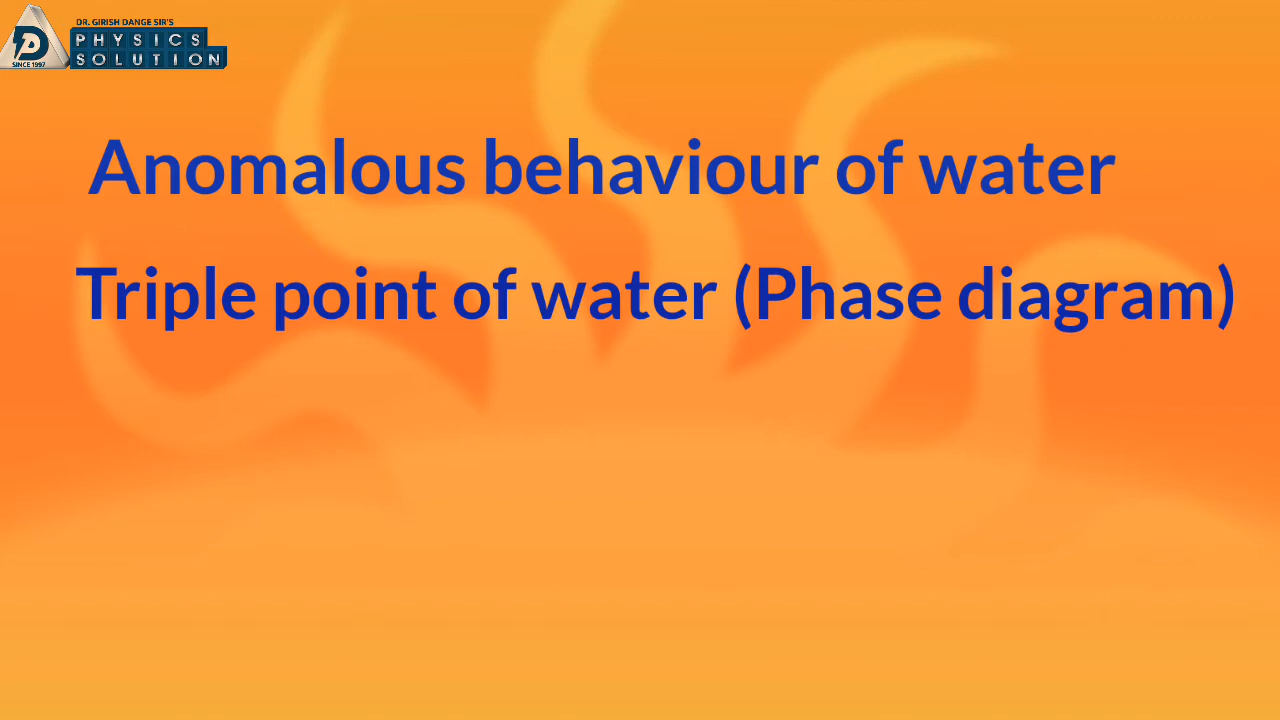 DR. GIRISH DANGE SIR'S
PHYSICS
SOLUTION
D
SINCE 1997
Anomalous behaviour of water
Triple point of water (Phase diagram)